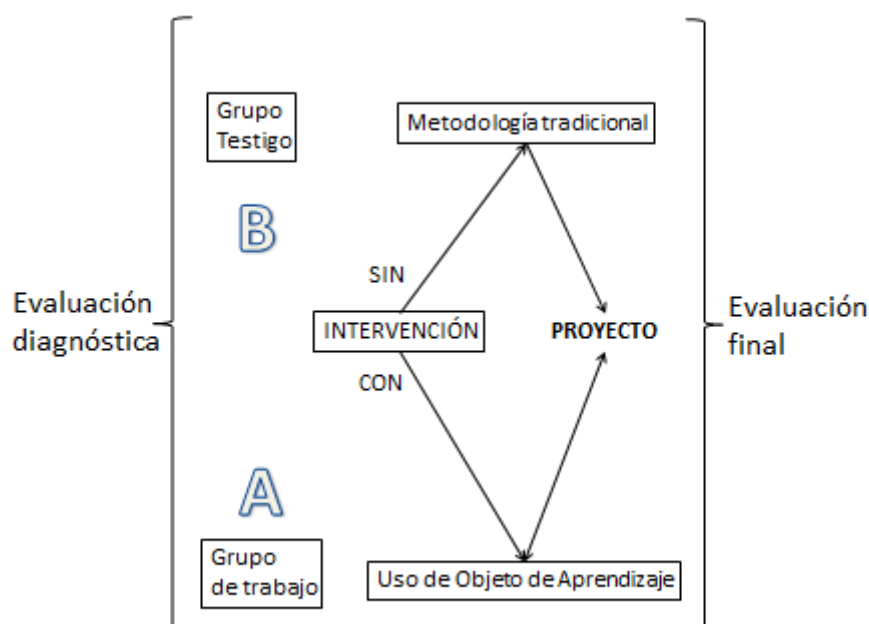 Grupo
Testigo
Metodología tradicional
B
SIN
Evaluación
diagnóstica
INTERVENCIÓN
PROYECTO
Evaluación
final
CON
A
Grupo
de trabajo
Uso de Objeto de Aprendizaje